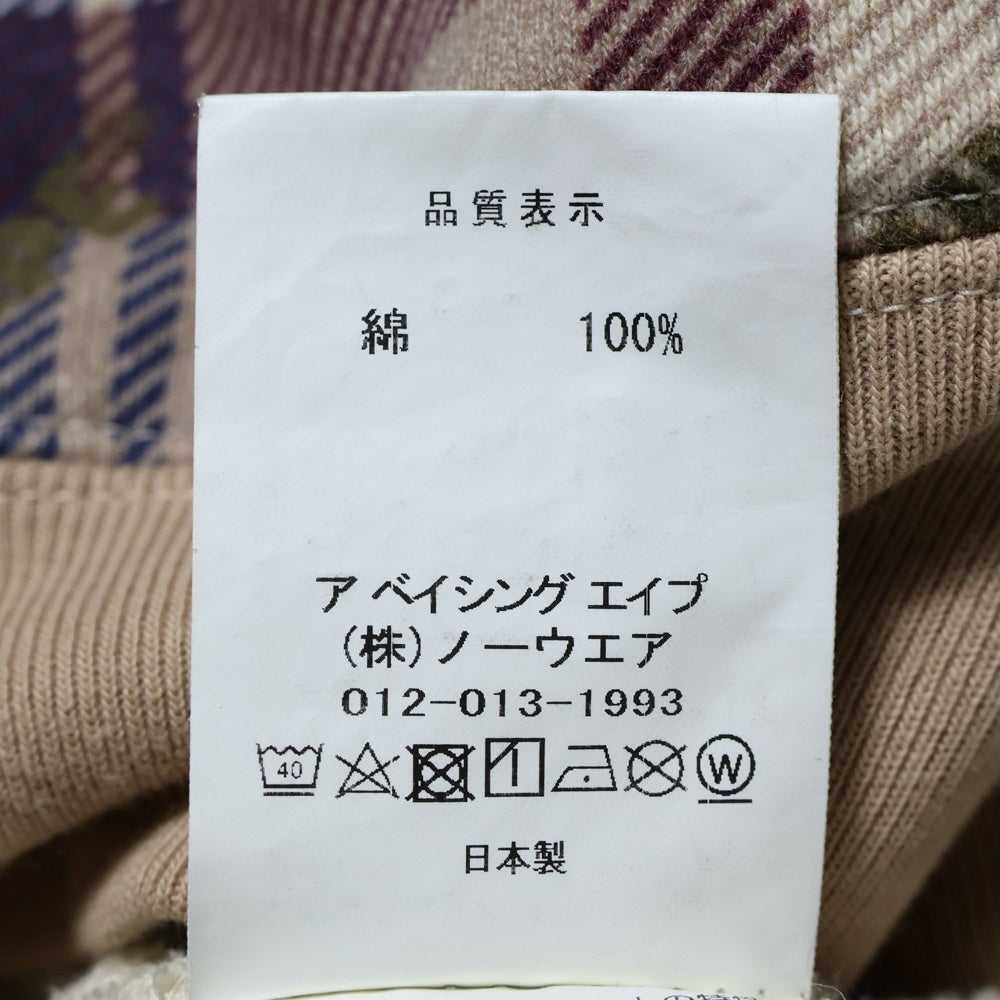 品質表示
綿 100%
ア ベイシング エイプ
(株)ノーウエア
012-013-1993
40 W
日本製